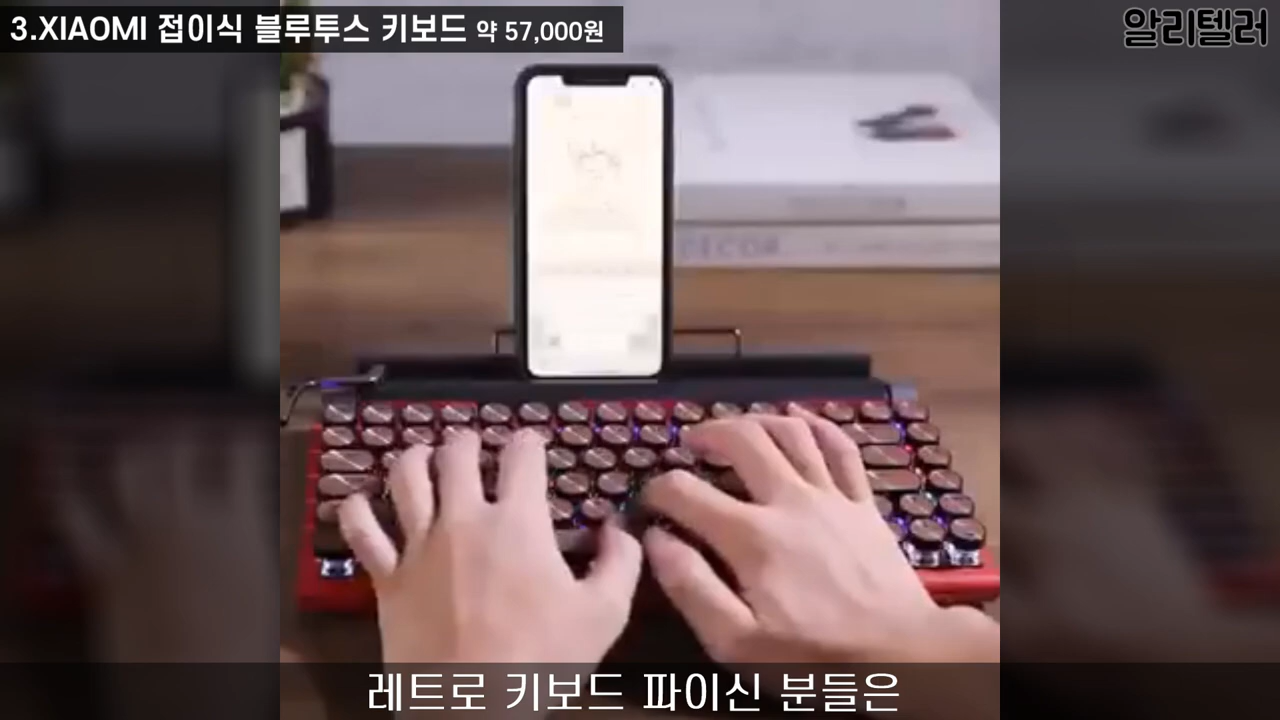 3.XIAOMI 접이식 블루투스 키보드 약 57,000원
알리텔러
DECOR
레트로 키보드 파이신 분들은